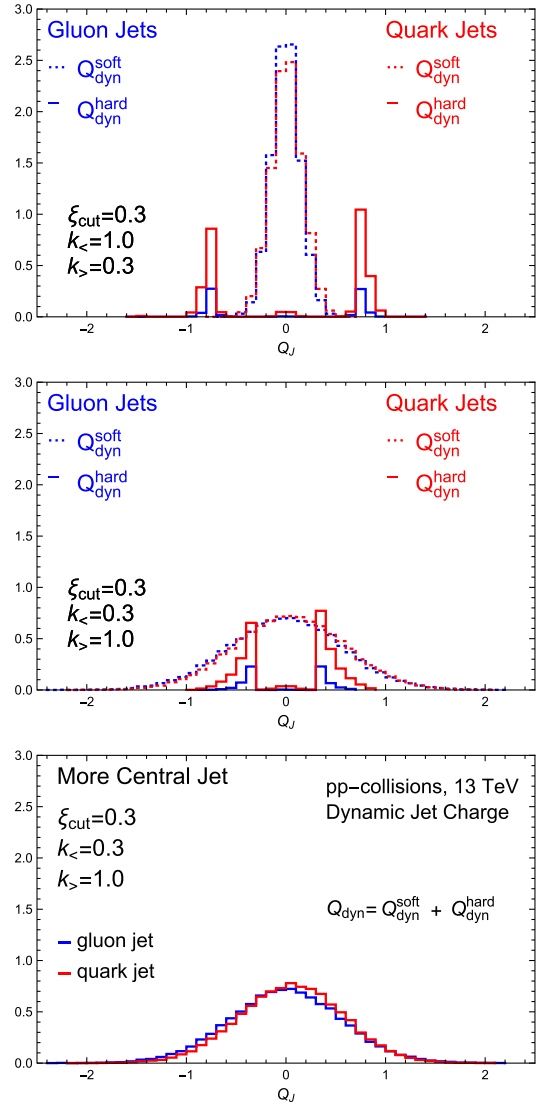 3.0
Gluon Jets
Quark Jets
Q^soft_dyn
Q^soft_dyn
2.5
Q^hard_dyn
Q^hard_dyn
2.0
1.5
ξcut=0.3
1.0
k<=1.0
k>=0.3
0.5
0.0
−2 −1 0 1 2
Q_J
3.0
Gluon Jets
Quark Jets
Q^soft_dyn
Q^soft_dyn
2.5
Q^hard_dyn
Q^hard_dyn
2.0
1.5
1.0
ξcut=0.3
k<=0.3
k>=1.0
0.5
0.0
−2 −1 0 1 2
Q_J
3.0
More Central Jet
pp−collisions, 13 TeV
Dynamic Jet Charge
2.5
ξcut=0.3
k<=0.3
2.0
k>=1.0
1.5
Q_dyn= Q^soft_dyn + Q^hard_dyn
gluon jet
1.0
quark jet
0.5
0.0
−2 −1 0 1 2
Q_J